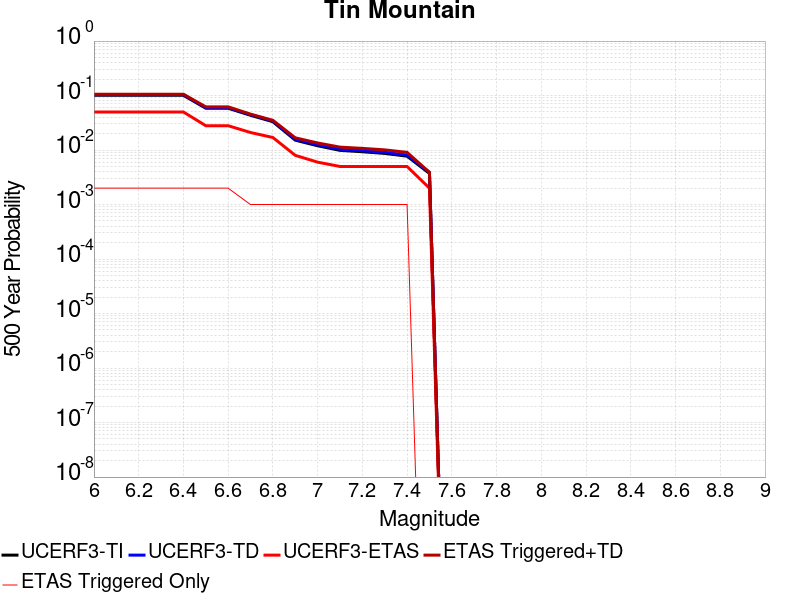 Tin Mountain
10^0
10^-1
10^-2
10^-3
10^-4
10^-5
10^-6
10^-7
10^-8
500 Year Probability
6 6.2 6.4 6.6 6.8 7 7.2 7.4 7.6 7.8 8 8.2 8.4 8.6 8.8 9
Magnitude
UCERF3-TI UCERF3-TD UCERF3-ETAS ETAS Triggered+TD
ETAS Triggered Only